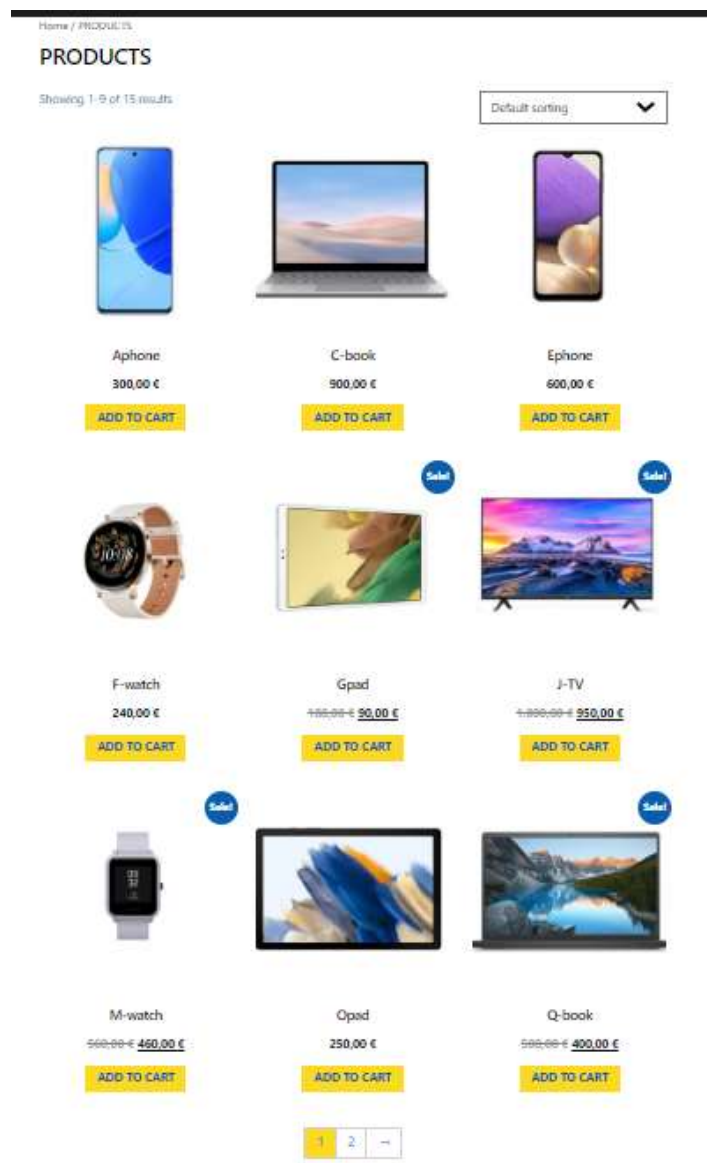 Home / PRODUCTS
PRODUCTS
Showing 1–9 of 15 results
Default sorting
Aphone
C-book
Ephone
300,00 €
900,00 €
600,00 €
ADD TO CART
ADD TO CART
ADD TO CART
Sale!
Sale!
10:08
F-watch
Gpad
J-TV
240,00 €
100,00 € 90,00 €
1.000,00 € 950,00 €
ADD TO CART
ADD TO CART
ADD TO CART
Sale!
Sale!
M-watch
Opad
Q-book
560,00 € 460,00 €
250,00 €
500,00 € 400,00 €
ADD TO CART
ADD TO CART
ADD TO CART
1 2 →